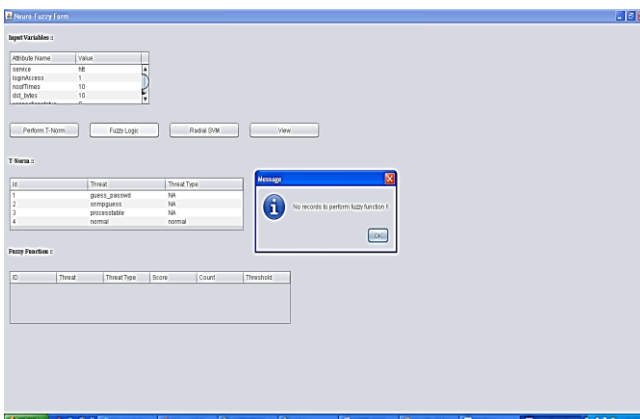 Neuro Fuzzy Form
Input Variables ::
Attribute Name Value
service htt
loginAccess 1
noofTimes 10
dst_bytes 10
Perform T-Norm Fuzzy Logic Radial SVM View
T-Norm ::
Id Threat Threat Type
1 guess_passwd NA
2 snmpguess NA
3 processtable NA
4 normal normal
Message
No records to perform fuzzy function !!
OK
Fuzzy Function ::
ID Threat Threat Type Score Count Threshold